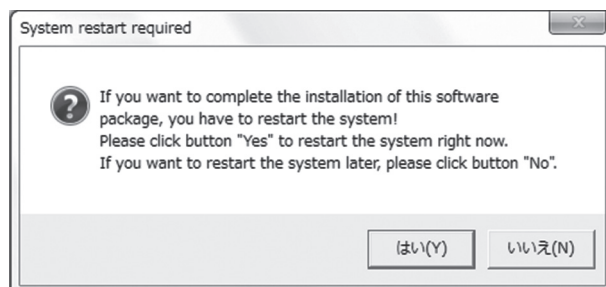 System restart required
If you want to complete the installation of this software
package, you have to restart the system!
Please click button "Yes" to restart the system right now.
If you want to restart the system later, please click button "No".
はい(Y)
いいえ(N)